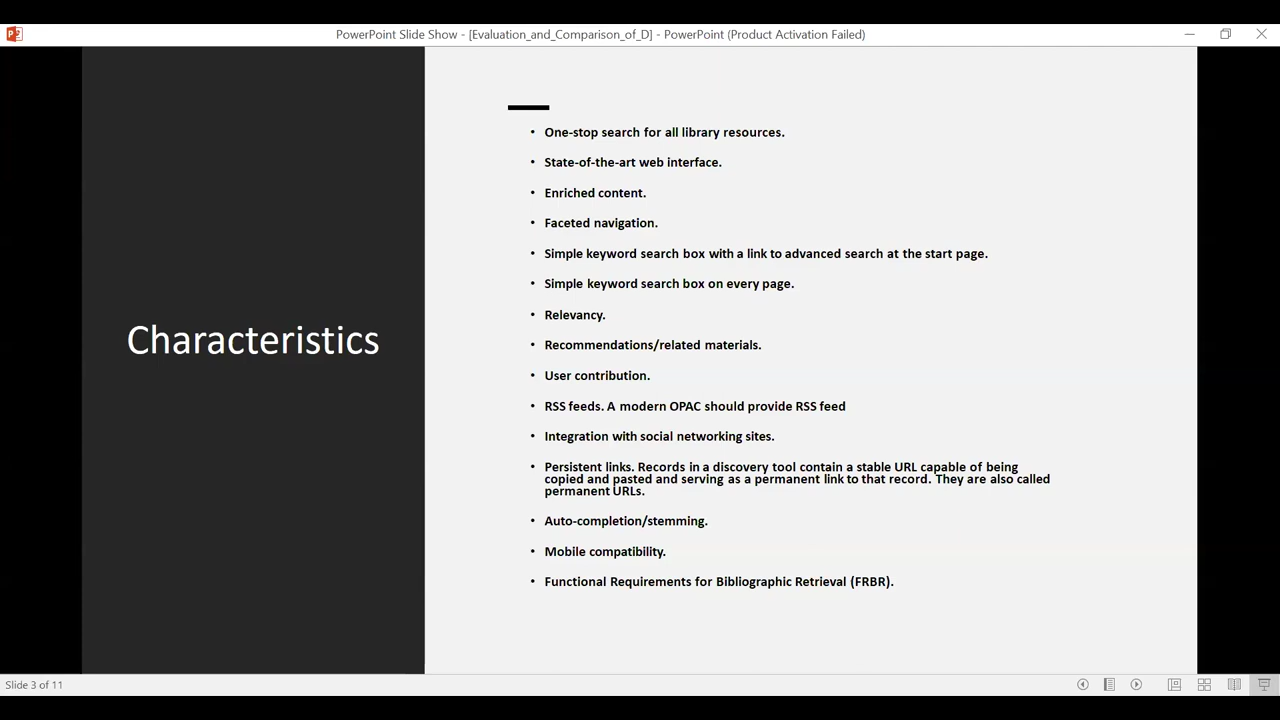 PowerPoint Slide Show - [Evaluation_and_Comparison_of_D] - PowerPoint (Product Activation Failed)
Characteristics
• One-stop search for all library resources.
• State-of-the-art web interface.
• Enriched content.
• Faceted navigation.
• Simple keyword search box with a link to advanced search at the start page.
• Simple keyword search box on every page.
• Relevancy.
• Recommendations/related materials.
• User contribution.
• RSS feeds. A modern OPAC should provide RSS feed
• Integration with social networking sites.
• Persistent links. Records in a discovery tool contain a stable URL capable of being
copied and pasted and serving as a permanent link to that record. They are also called
permanent URLs.
• Auto-completion/stemming.
• Mobile compatibility.
• Functional Requirements for Bibliographic Retrieval (FRBR).
Slide 3 of 11